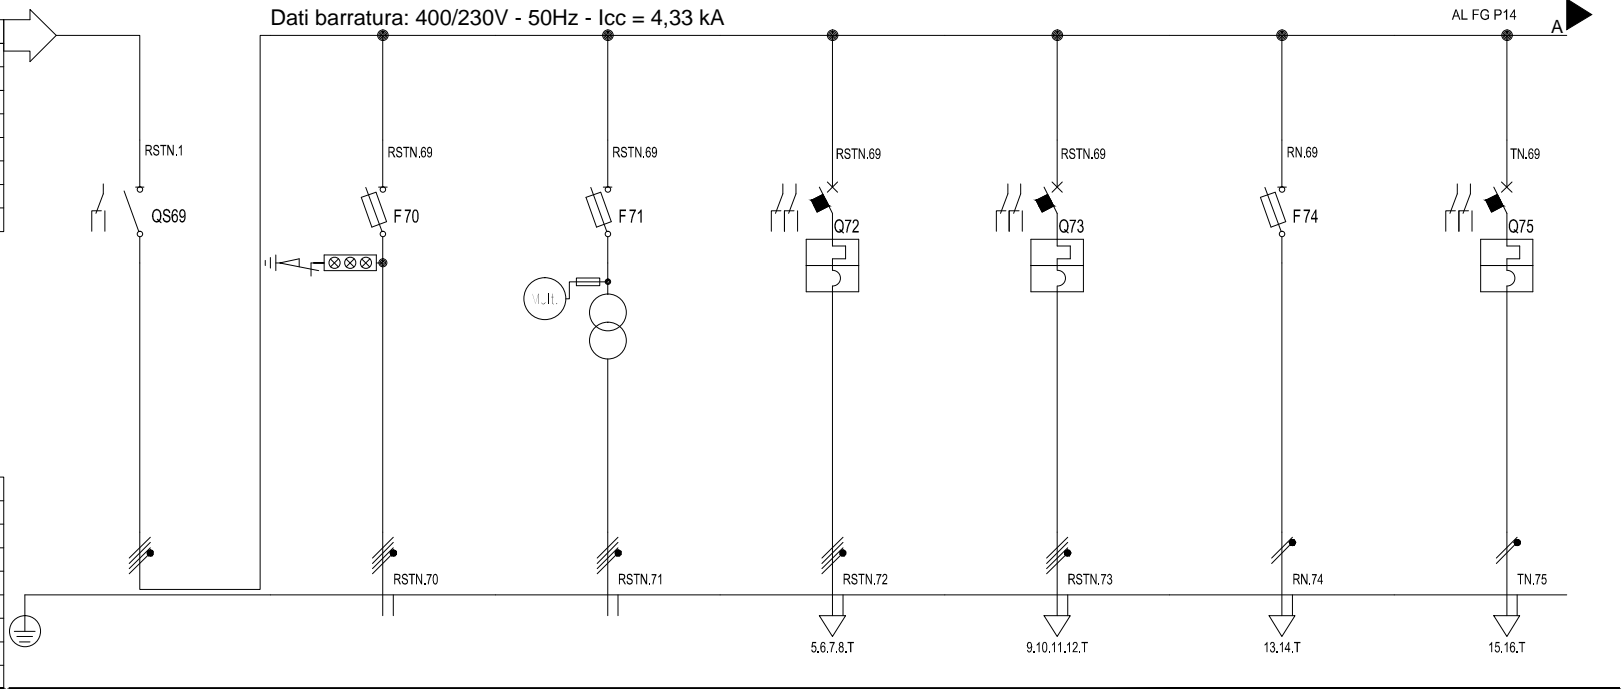 Dati barratura: 400/230V - 50Hz - Icc = 4,33 kA
AL FG P14
A
RSTN.1
RSTN.69
RSTN.69
RSTN.69
RSTN.69
RN.69
TN.69
QS69
F70
F71
Q72
Q73
F74
Q75
Mult.
RSTN.70
RSTN.71
RSTN.72
RSTN.73
RN.74
TN.75
5.6.7.8.T
9.10.11.12.T
13.14.T
15.16.T